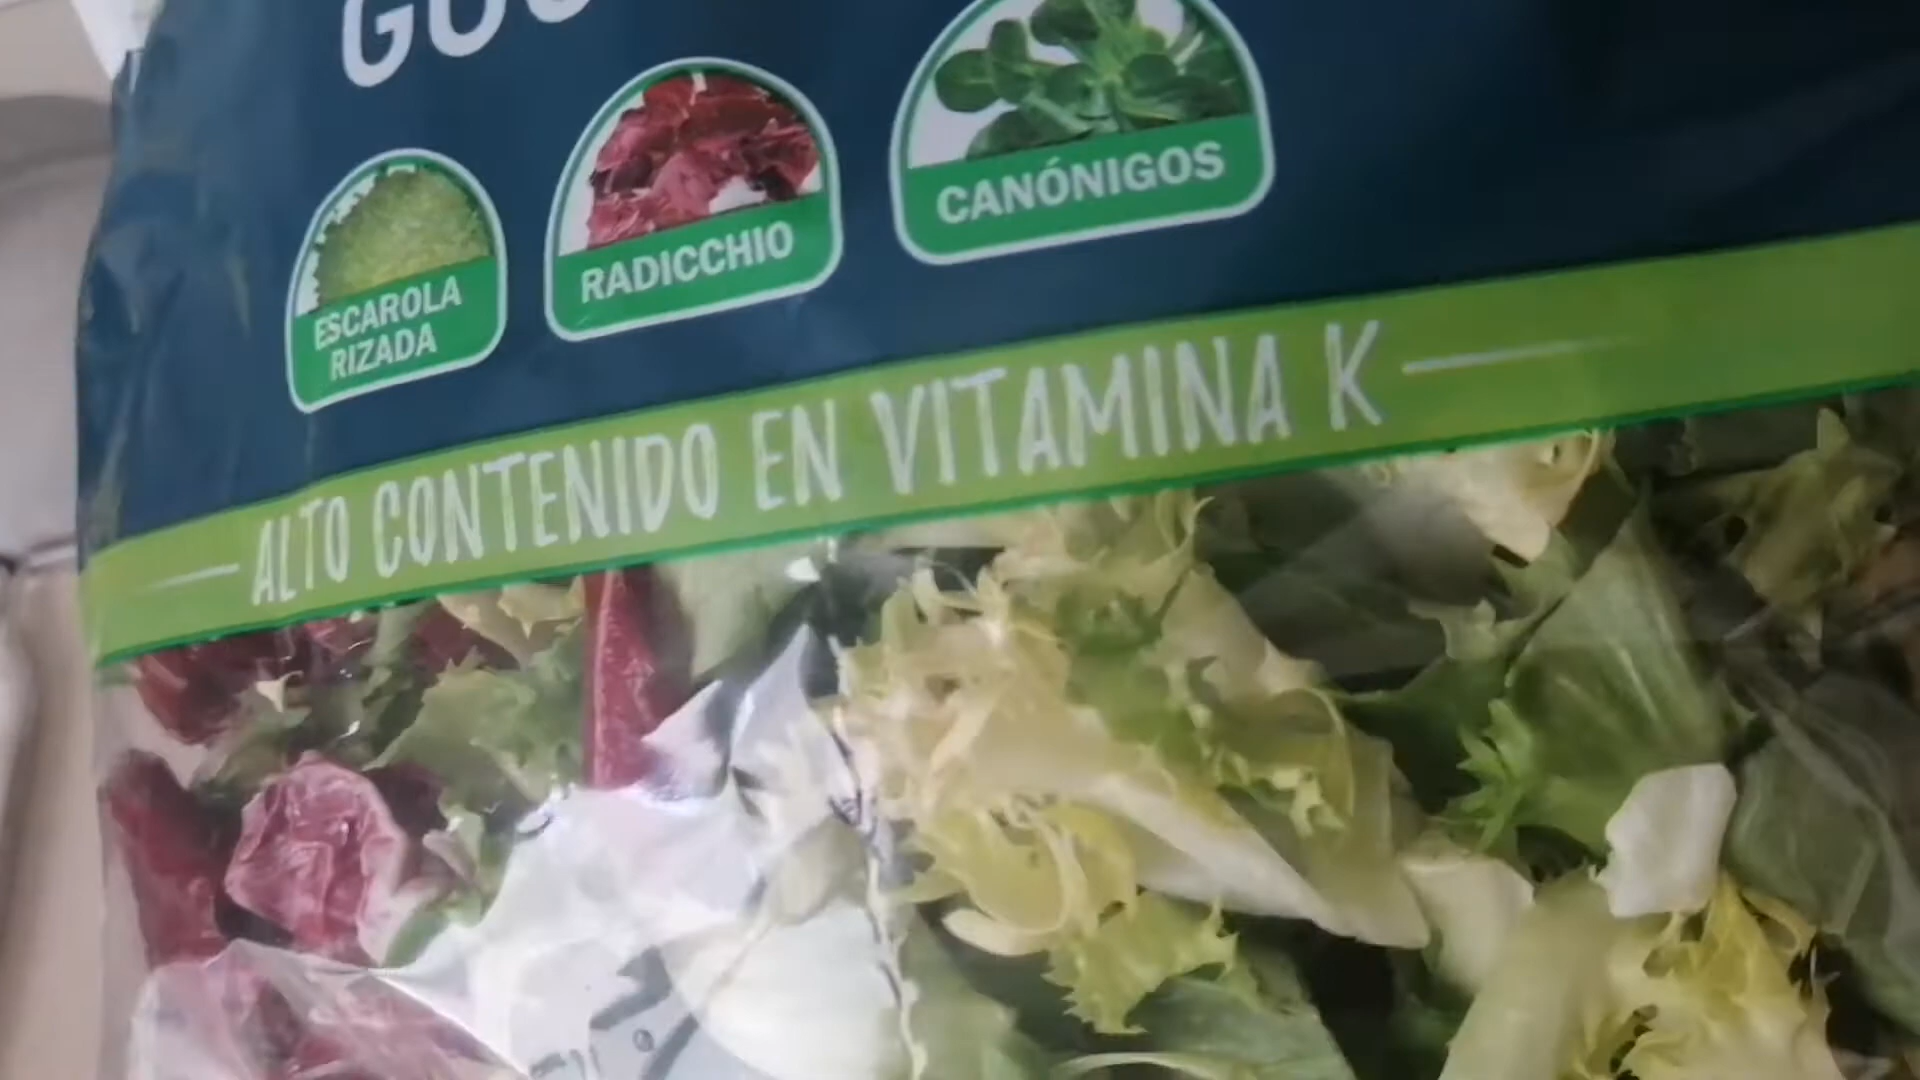 ESCAROLA
RIZADA
RADICCHIO
CANÓNIGOS
ALTO CONTENIDO EN VITAMINA K